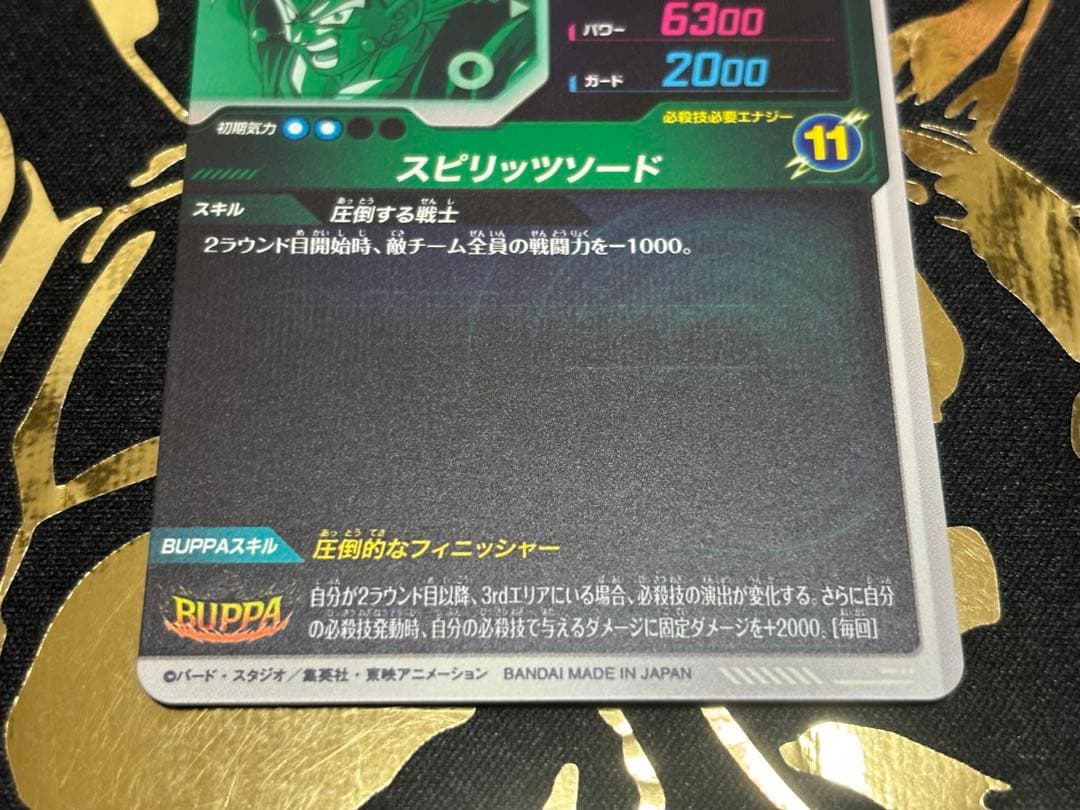 パワー 6300
ガード 2000
初期気力
必殺技必要エナジー 11
スピリッツソード
スキル 圧倒する戦士
2ラウンド目開始時、敵チーム全員の戦闘力を-1000。
BUPPAスキル 圧倒的なフィニッシャー
BUPPA
自分が2ラウンド目以降、3rdエリアにいる場合、必殺技の演出が変化する。さらに自分
の必殺技発動時、自分の必殺技で与えるダメージに固定ダメージを+2000。[毎回]
©バード・スタジオ／集英社・東映アニメーション BANDAI MADE IN JAPAN